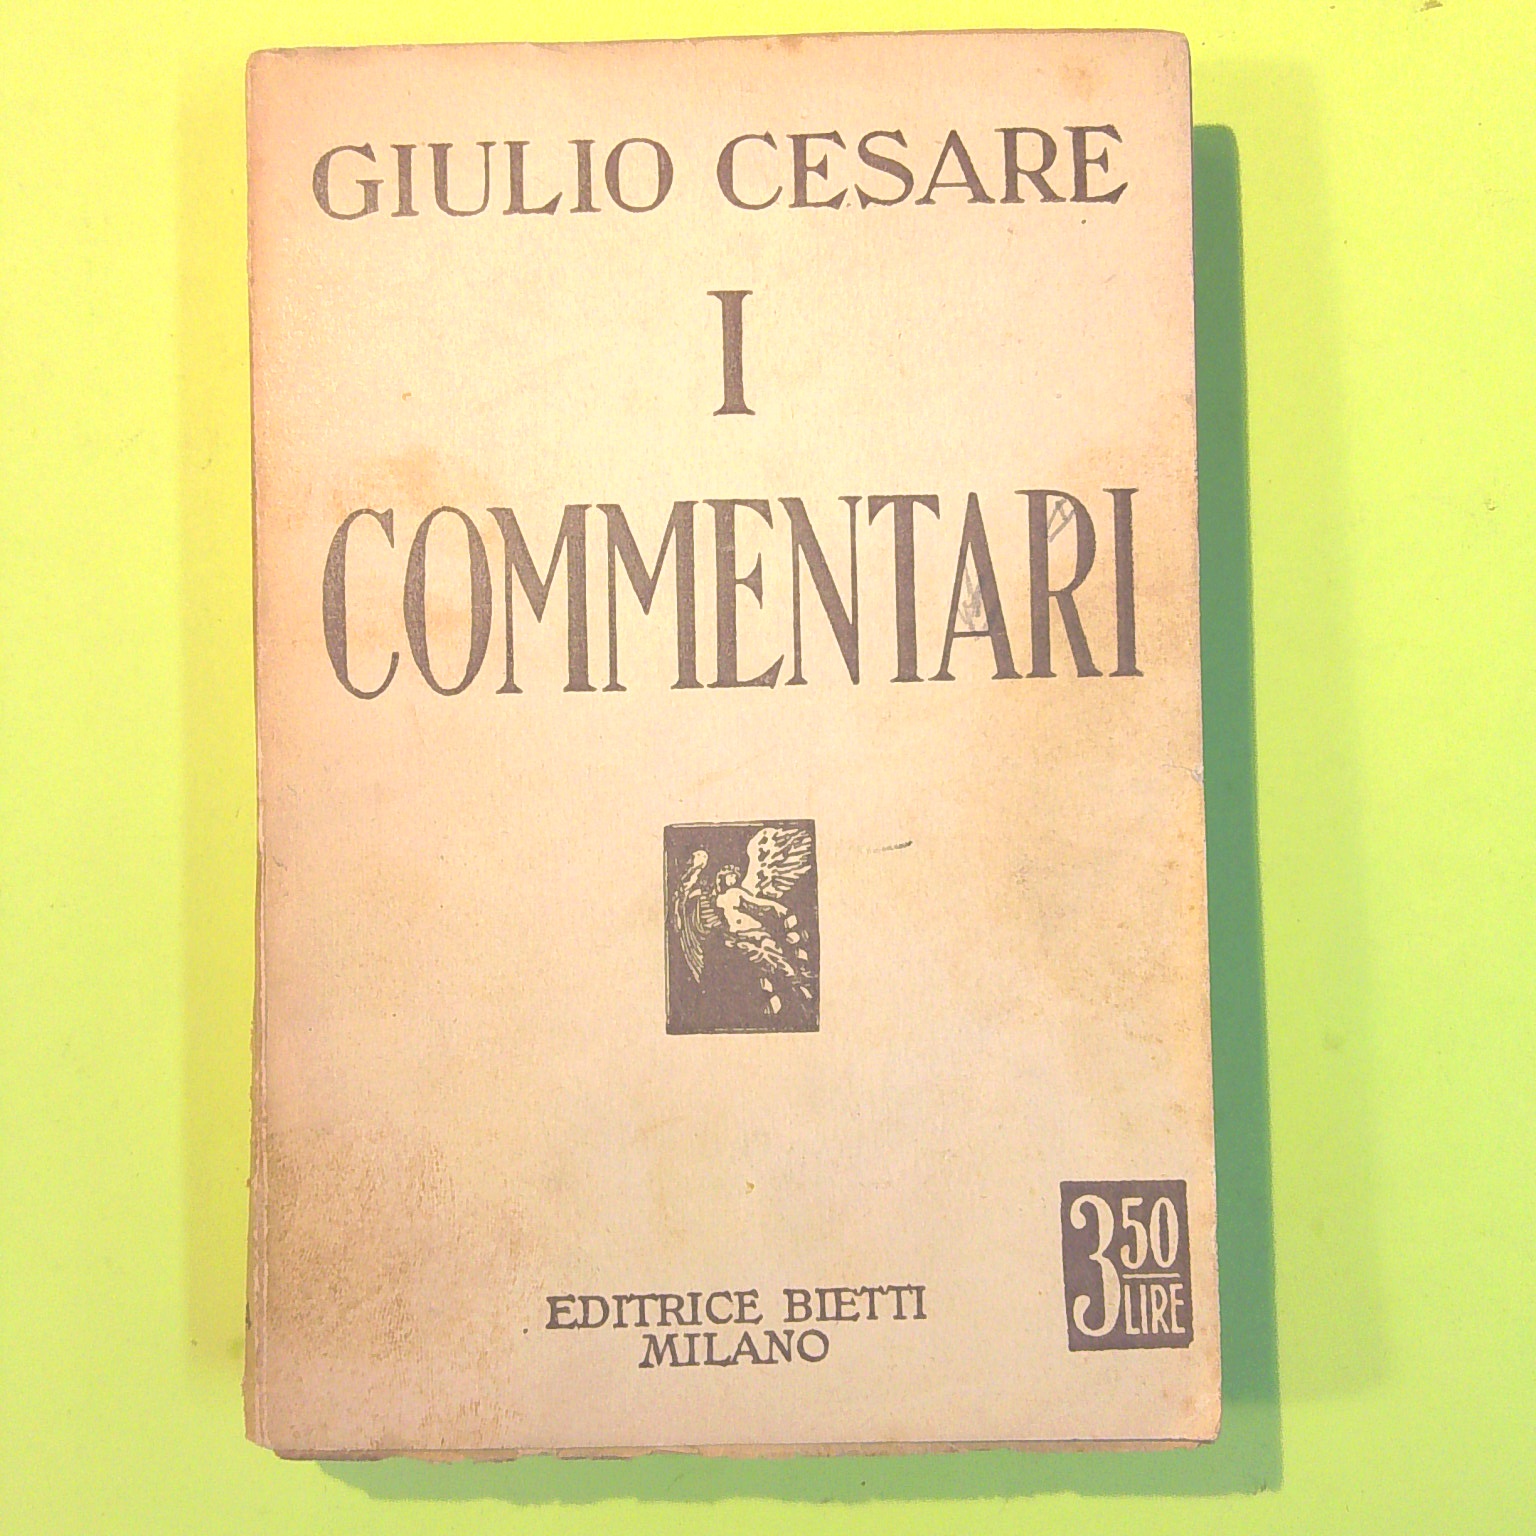 GIULIO CESARE
I
COMMENTARI
3 50
LIRE
EDITRICE BIETTI
MILANO